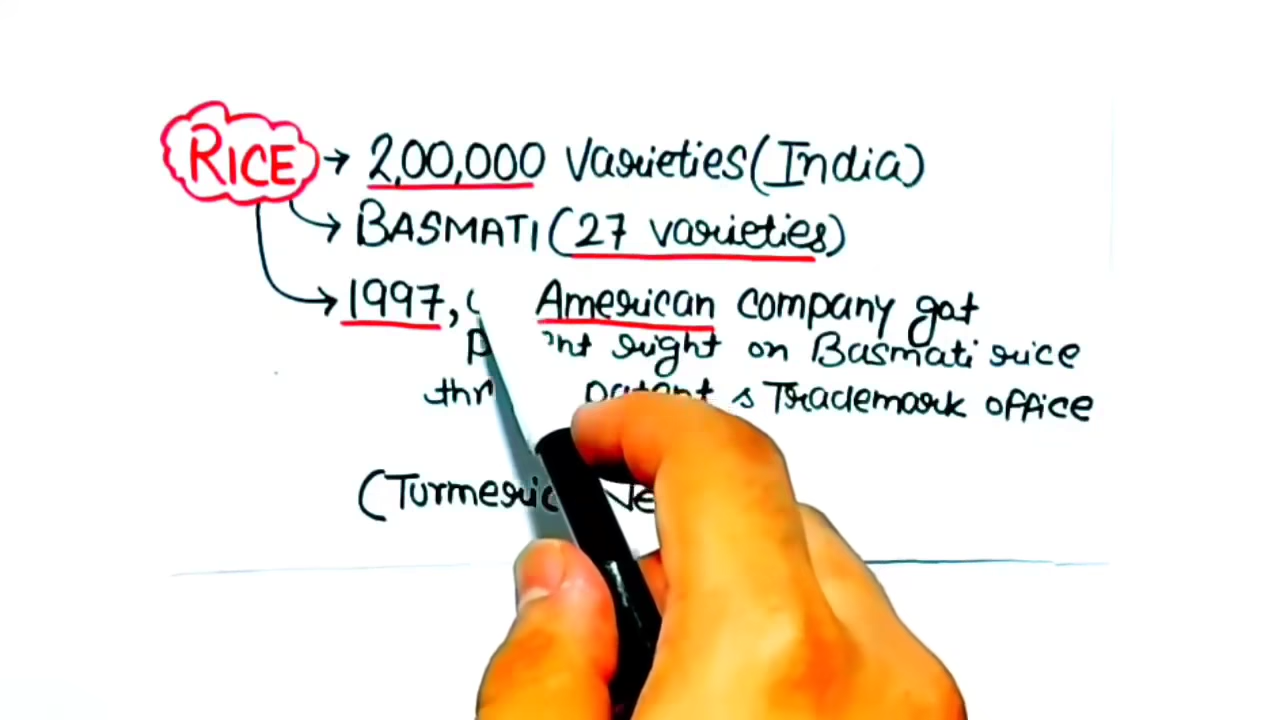 RICE → 2,00,000 Varieties (India)
→ BASMATI (27 varieties)
→ 1997, American company got
right on Basmati rice
Trademark office
(Turmeric